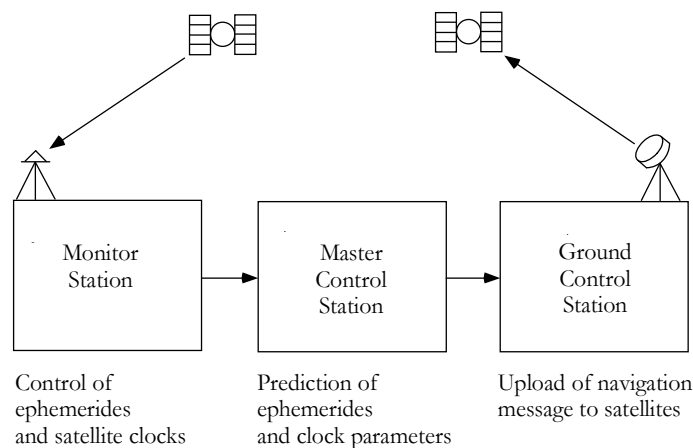 Monitor
Station
Master
Control
Station
Ground
Control
Station
Control of
ephemerides
and satellite clocks
Prediction of
ephemerides
and clock parameters
Upload of navigation
message to satellites